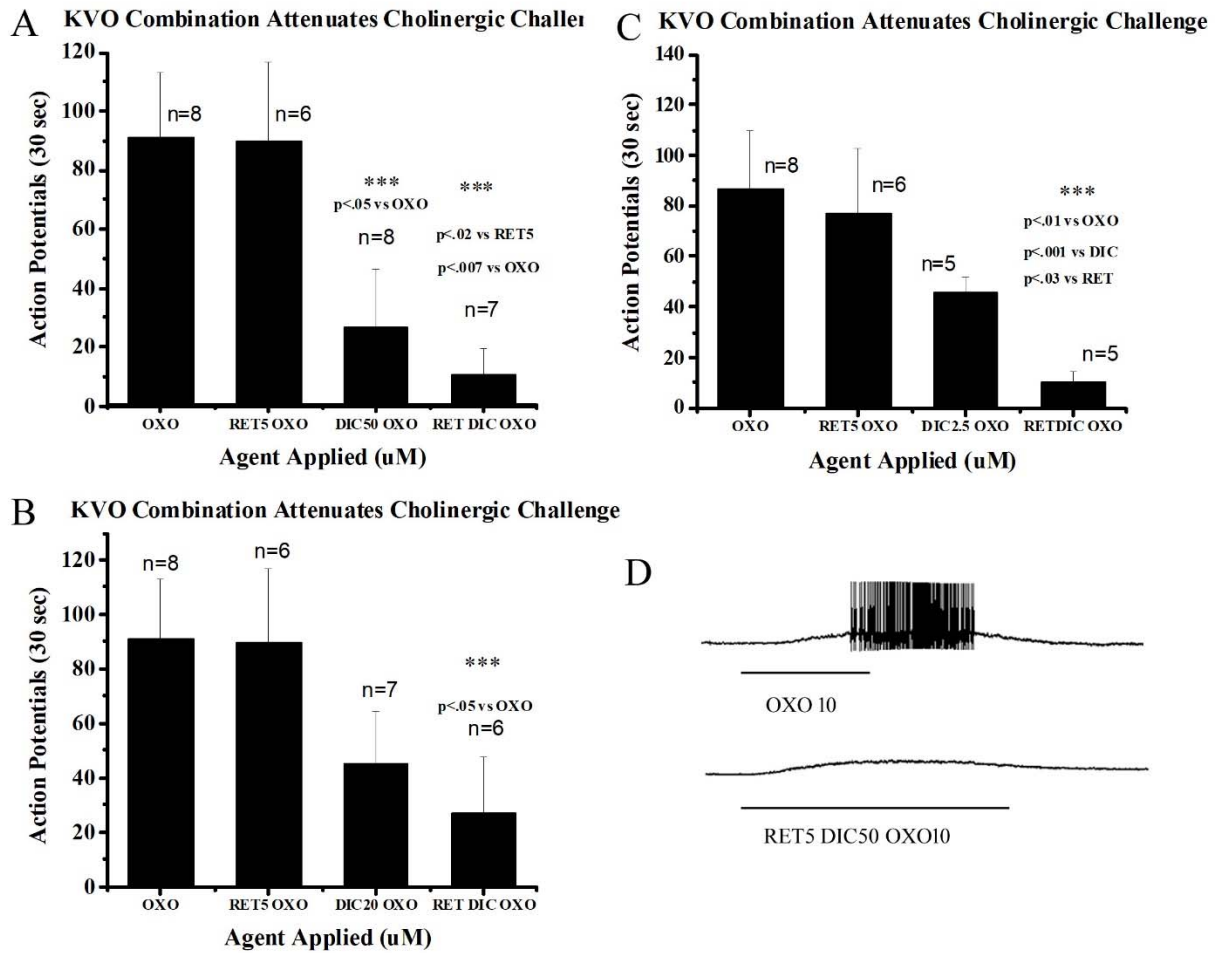 A
KVO Combination Attenuates Cholinergic Challen
Action Potentials (30 sec)
120
100
80
60
40
20
0
n=8
n=6
***
p<.05 vs OXO
n=8
***
p<.02 vs RET5
p<.007 vs OXO
n=7
OXO
RET5 OXO
DIC50 OXO
RET DIC OXO
Agent Applied (uM)
B
KVO Combination Attenuates Cholinergic Challenge
Action Potentials (30 sec)
120
100
80
60
40
20
0
n=8
n=6
n=7
***
p<.05 vs OXO
n=6
OXO
RET5 OXO
DIC20 OXO
RET DIC OXO
Agent Applied (uM)
C
KVO Combination Attenuates Cholinergic Challenge
Action Potentials (30 sec)
140
120
100
80
60
40
20
0
n=8
n=6
n=5
***
p<.01 vs OXO
p<.001 vs DIC
p<.03 vs RET
n=5
OXO
RET5 OXO
DIC2.5 OXO
RETDIC OXO
Agent Applied (uM)
D
OXO 10
RET5 DIC50 OXO10